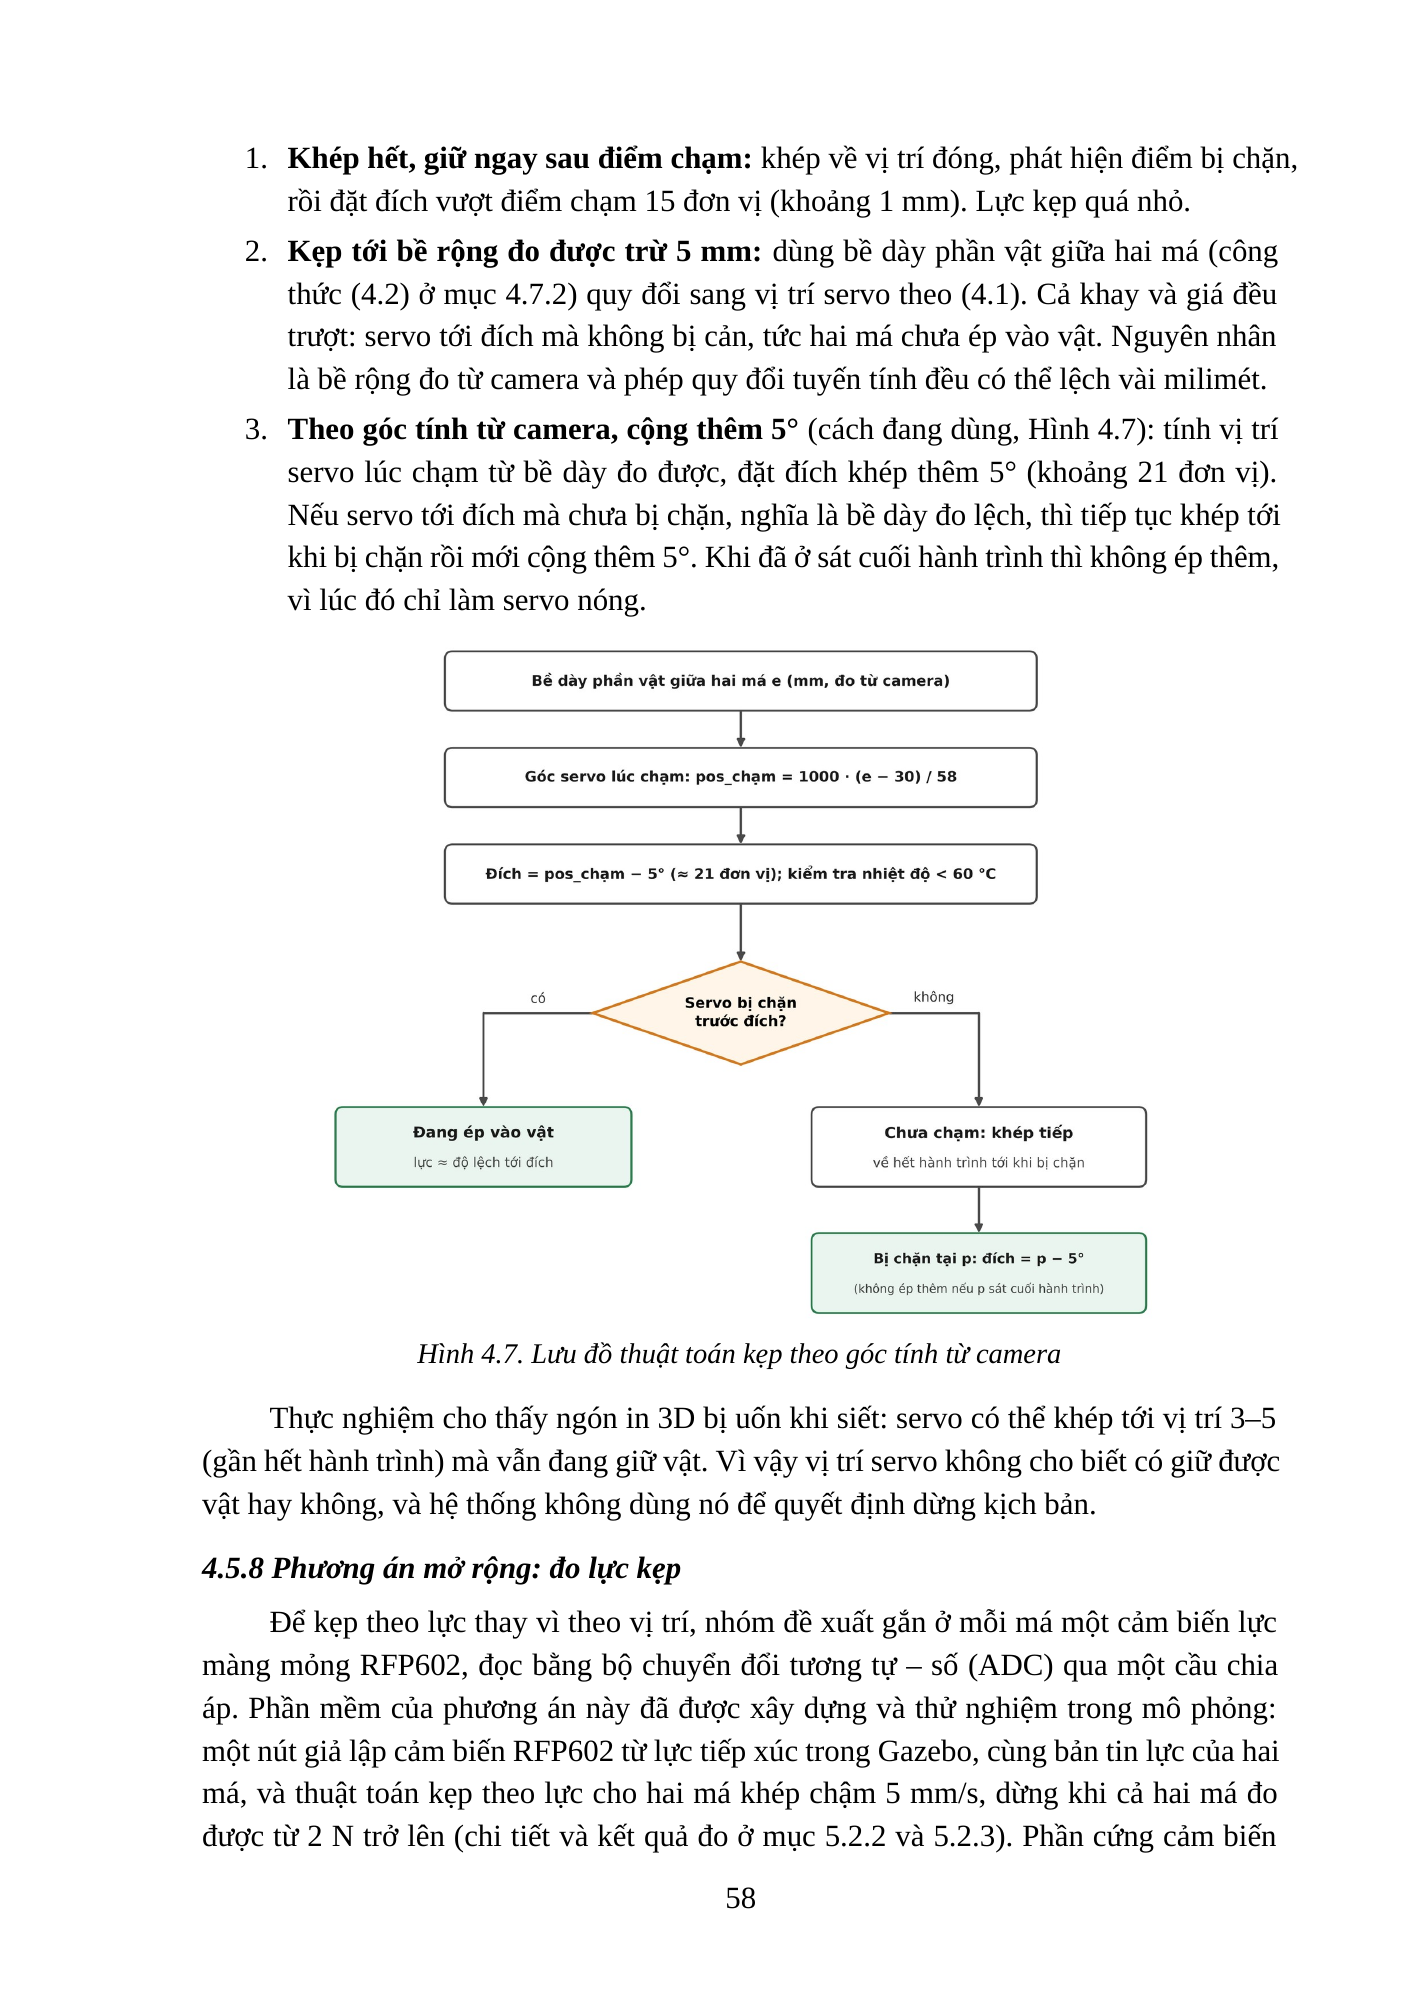 1. Khép hết, giữ ngay sau điểm chạm: khép về vị trí đóng, phát hiện điểm bị chặn,
rồi đặt đích vượt điểm chạm 15 đơn vị (khoảng 1 mm). Lực kẹp quá nhỏ.
2. Kẹp tới bề rộng đo được trừ 5 mm: dùng bề dày phần vật giữa hai má (công
thức (4.2) ở mục 4.7.2) quy đổi sang vị trí servo theo (4.1). Cả khay và giá đều
trượt: servo tới đích mà không bị cản, tức hai má chưa ép vào vật. Nguyên nhân
là bề rộng đo từ camera và phép quy đổi tuyến tính đều có thể lệch vài milimét.
3. Theo góc tính từ camera, cộng thêm 5° (cách đang dùng, Hình 4.7): tính vị trí
servo lúc chạm từ bề dày đo được, đặt đích khép thêm 5° (khoảng 21 đơn vị).
Nếu servo tới đích mà chưa bị chặn, nghĩa là bề dày đo lệch, thì tiếp tục khép tới
khi bị chặn rồi mới cộng thêm 5°. Khi đã ở sát cuối hành trình thì không ép thêm,
vì lúc đó chỉ làm servo nóng.
Bề dày phần vật giữa hai má e (mm, đo từ camera)
Góc servo lúc chạm: pos_chạm = 1000 · (e − 30) / 58
Đích = pos_chạm − 5° (≈ 21 đơn vị); kiểm tra nhiệt độ < 60 °C
Servo bị chặn
trước đích?
có
không
Đang ép vào vật
lực ≈ độ lệch tới đích
Chưa chạm: khép tiếp
về hết hành trình tới khi bị chặn
Bị chặn tại p: đích = p − 5°
(không ép thêm nếu p sát cuối hành trình)
Hình 4.7. Lưu đồ thuật toán kẹp theo góc tính từ camera
Thực nghiệm cho thấy ngón in 3D bị uốn khi siết: servo có thể khép tới vị trí 3–5
(gần hết hành trình) mà vẫn đang giữ vật. Vì vậy vị trí servo không cho biết có giữ được
vật hay không, và hệ thống không dùng nó để quyết định dừng kịch bản.
4.5.8 Phương án mở rộng: đo lực kẹp
Để kẹp theo lực thay vì theo vị trí, nhóm đề xuất gắn ở mỗi má một cảm biến lực
màng mỏng RFP602, đọc bằng bộ chuyển đổi tương tự – số (ADC) qua một cầu chia
áp. Phần mềm của phương án này đã được xây dựng và thử nghiệm trong mô phỏng:
một nút giả lập cảm biến RFP602 từ lực tiếp xúc trong Gazebo, cùng bản tin lực của hai
má, và thuật toán kẹp theo lực cho hai má khép chậm 5 mm/s, dừng khi cả hai má đo
được từ 2 N trở lên (chi tiết và kết quả đo ở mục 5.2.2 và 5.2.3). Phần cứng cảm biến
58